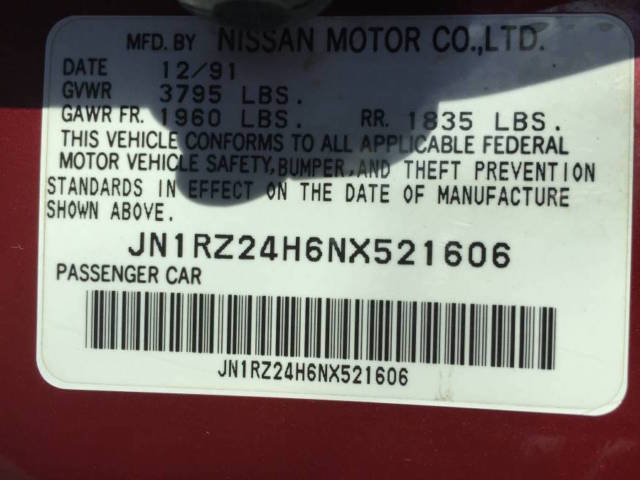 MFD. BY NISSAN MOTOR CO.,LTD.
DATE 12/91
GVWR 3795 LBS.
GAWR FR. 1960 LBS. RR. 1835 LBS.
THIS VEHICLE CONFORMS TO ALL APPLICABLE FEDERAL
MOTOR VEHICLE SAFETY, BUMPER, AND THEFT PREVENTION
STANDARDS IN EFFECT ON THE DATE OF MANUFACTURE
SHOWN ABOVE.
JN1RZ24H6NX521606
PASSENGER CAR
JN1RZ24H6NX521606